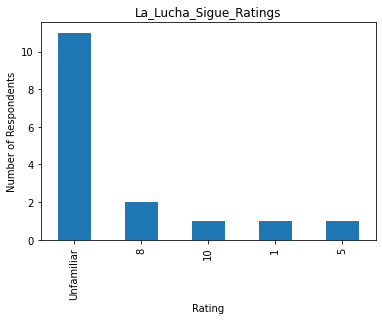 La_Lucha_Sigue_Ratings
Number of Respondents
10
8
6
4
2
0
Unfamiliar
8
10
1
5
Rating